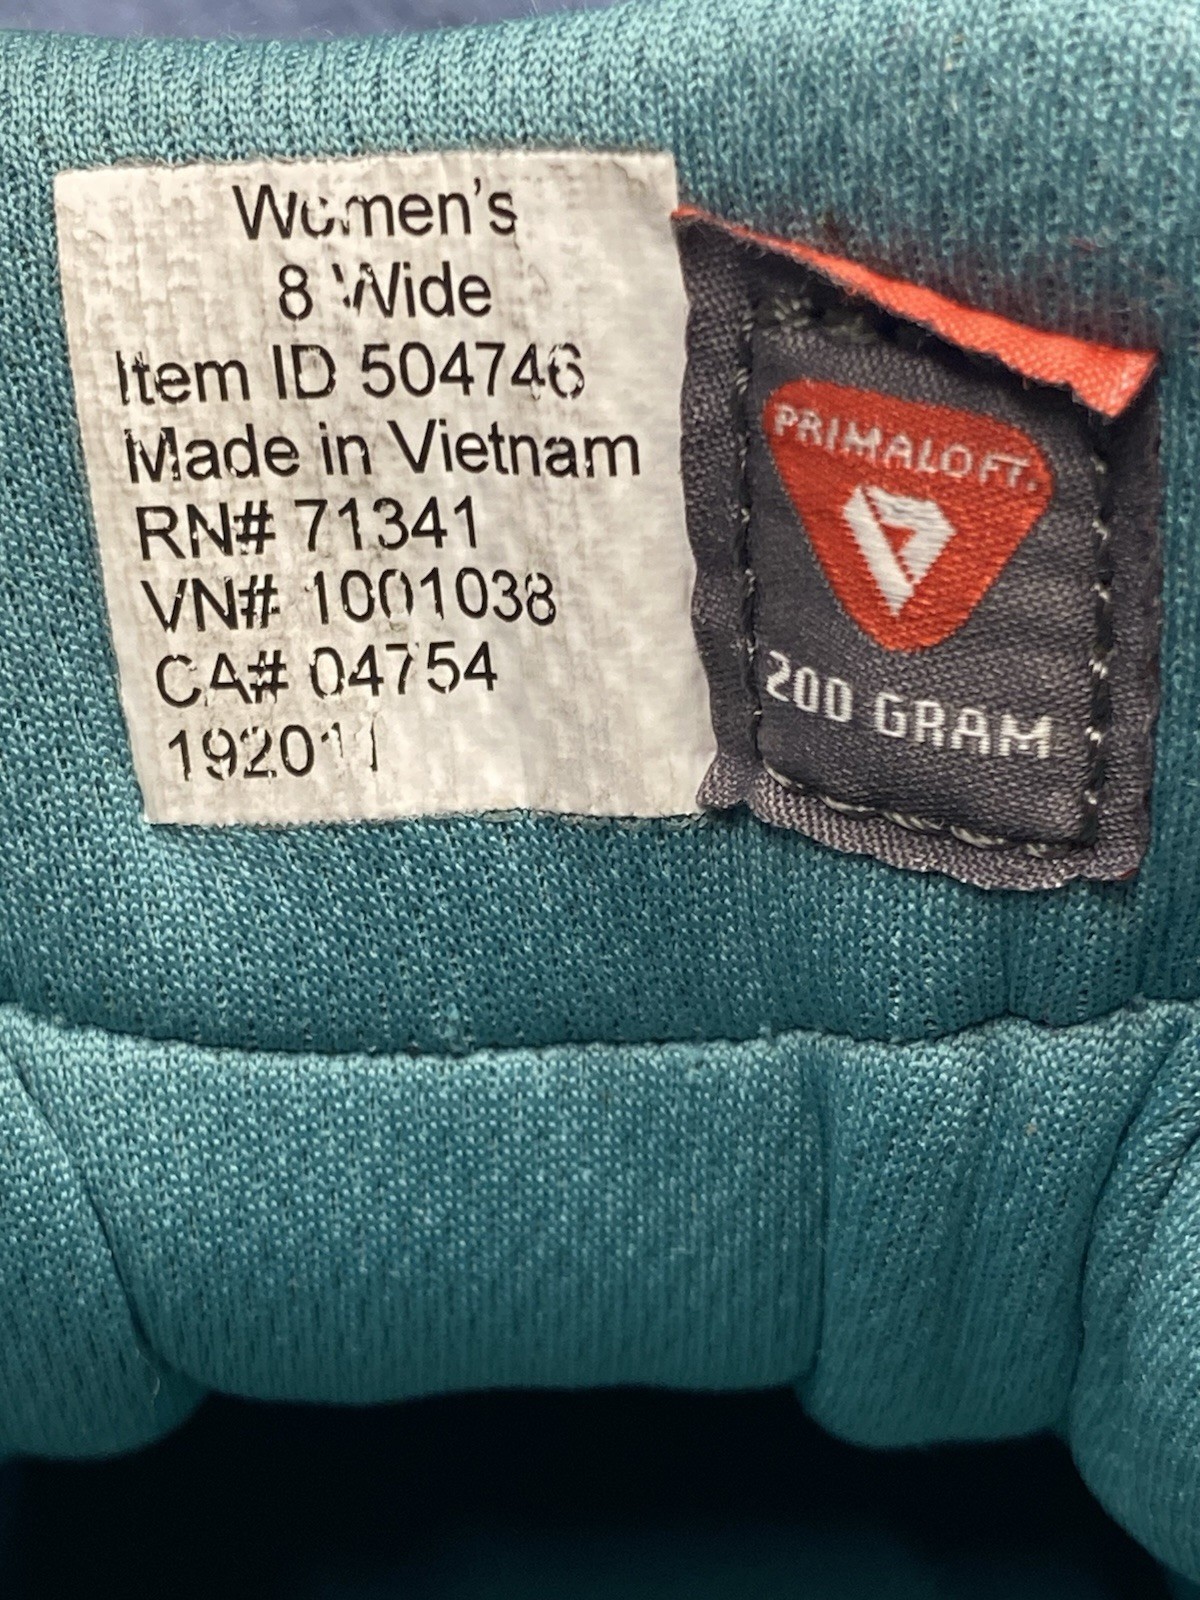 Women's
8 Wide
Item ID 504746
Made in Vietnam
RN# 71341
VN# 1001038
CA# 04754
PRIMALOFT.
200 GRAM